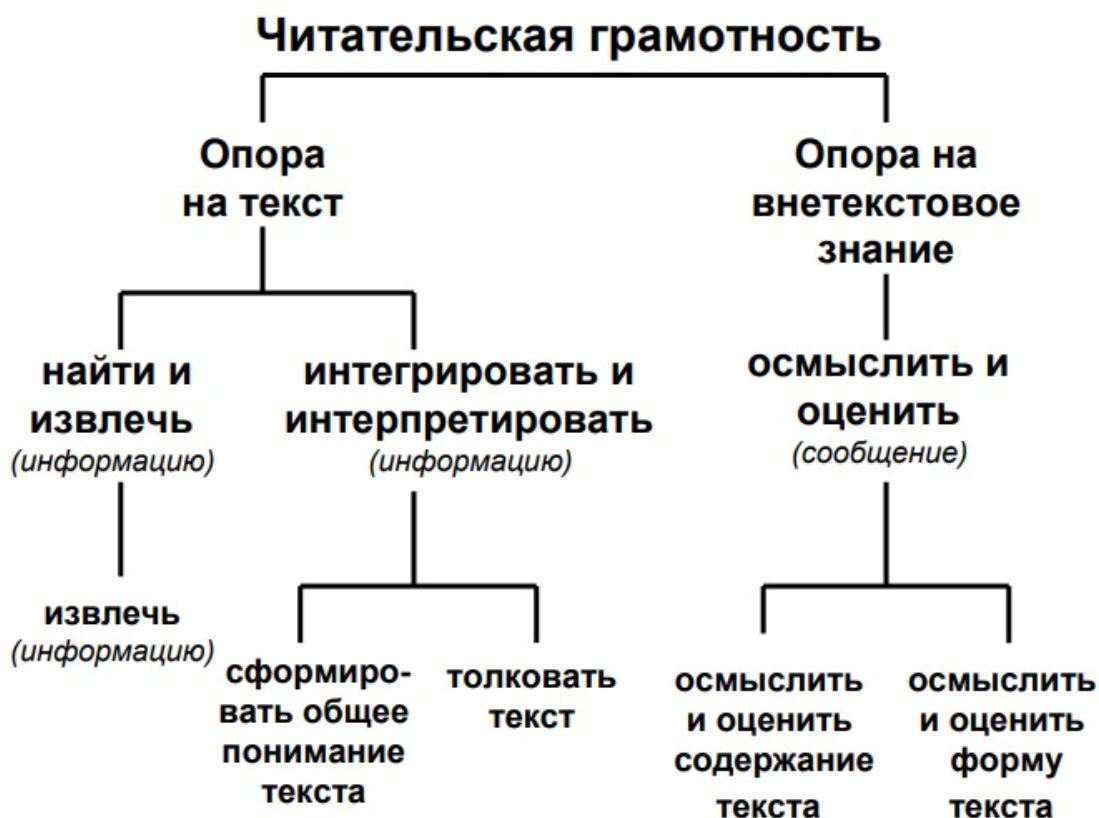 Читательская грамотность
Опора
на текст
Опора на
внетекстовое
знание
найти и
извлечь
(информацию)
интегрировать и
интерпретировать
(информацию)
осмыслить и
оценить
(сообщение)
извлечь
(информацию)
сформиро-
вать общее
понимание
текста
толковать
текст
осмыслить
и оценить
содержание
текста
осмыслить
и оценить
форму
текста